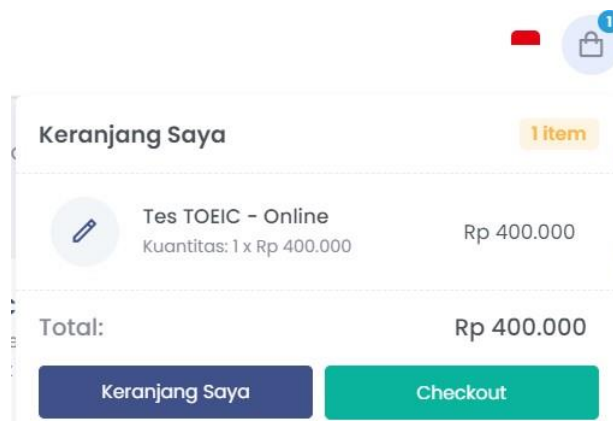 1
Keranjang Saya
1 item
Tes TOEIC - Online
Kuantitas: 1 x Rp 400.000
Rp 400.000
Total:
Rp 400.000
Keranjang Saya
Checkout